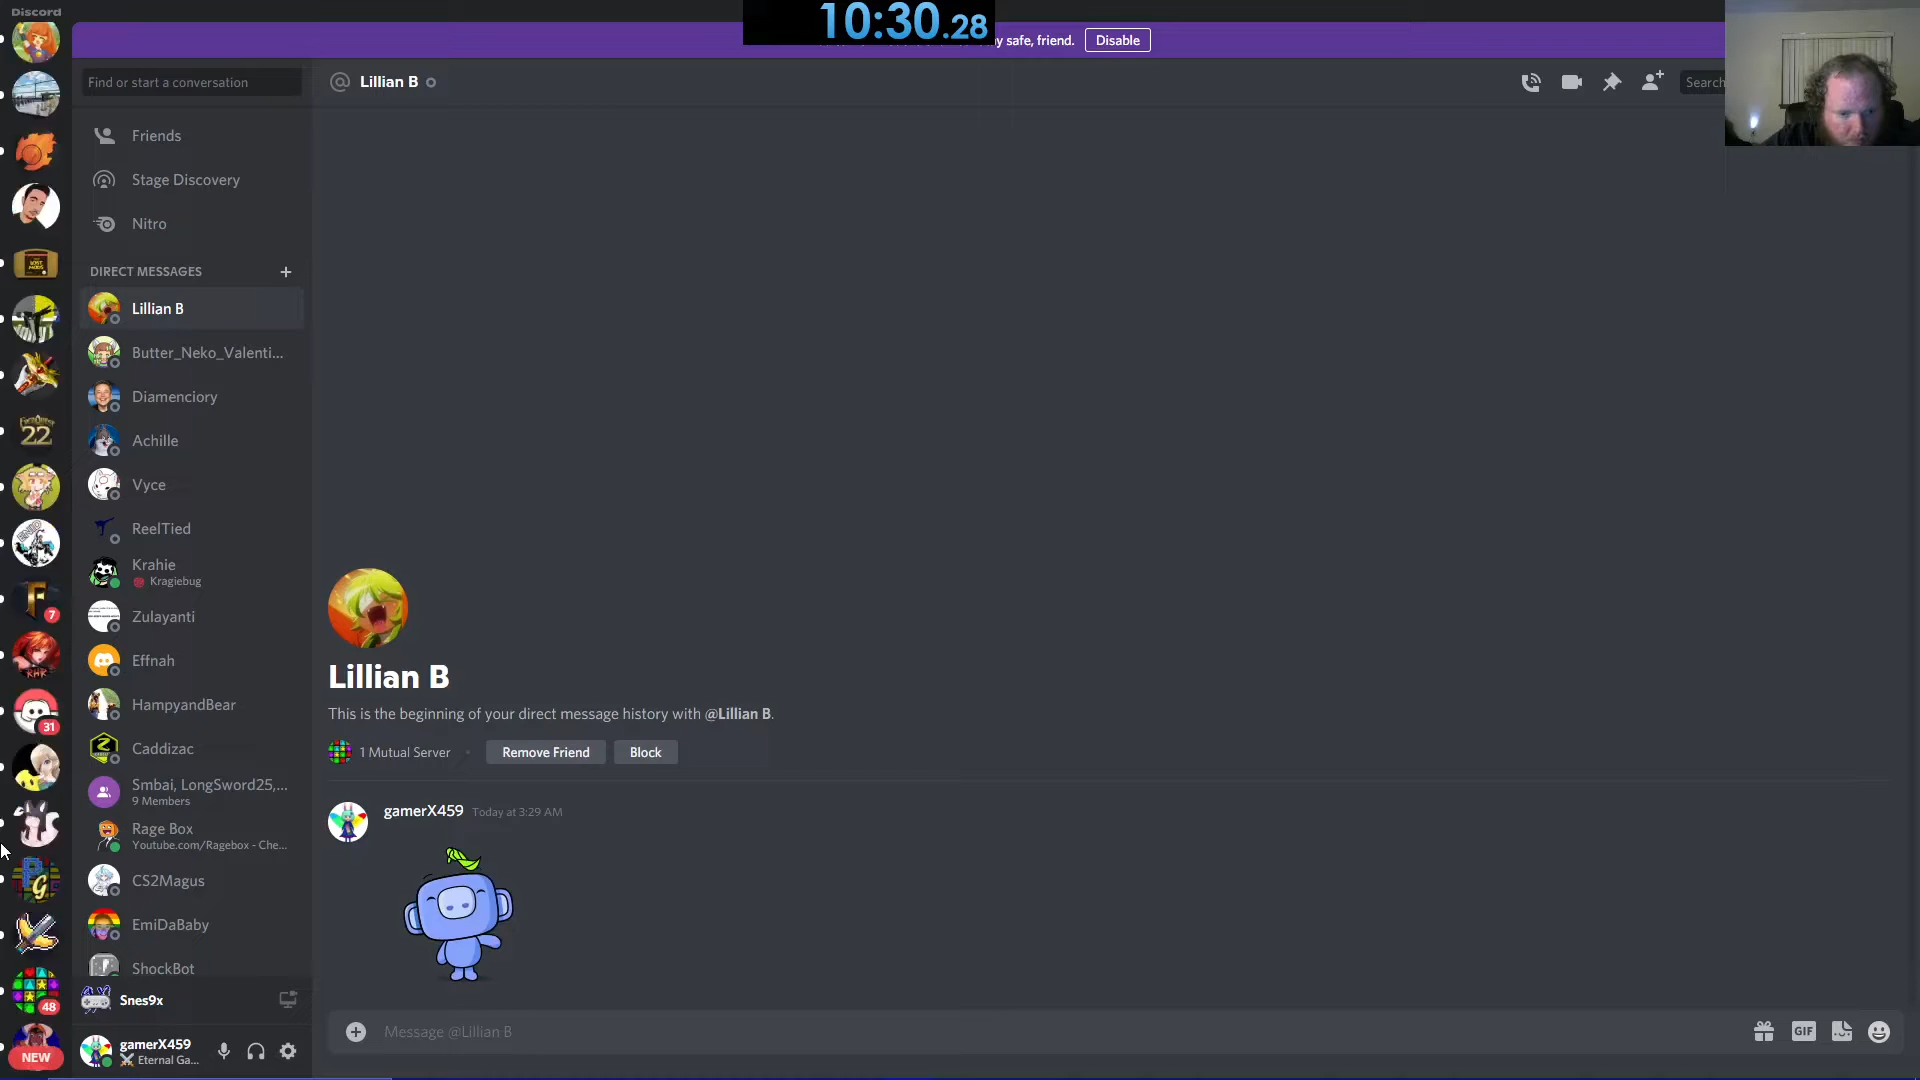 Discord
10:30.28
y safe, friend.
Disable
Find or start a conversation
Lillian B
Search
Friends
Stage Discovery
Nitro
DIRECT MESSAGES
Lillian B
Butter_Neko_Valenti...
Diamenciory
Achille
Vyce
ReelTied
Krahie
Kragiebug
Zulayanti
Effnah
HampyandBear
Caddizac
Smbai, LongSword25,...
9 Members
Rage Box
Youtube.com/Ragebox - Che...
CS2Magus
EmiDaBaby
ShockBot
Snes9x
gamerX459
Eternal Ga...
22
7
31
48
NEW
Lillian B
This is the beginning of your direct message history with @Lillian B.
1 Mutual Server
Remove Friend
Block
gamerX459 Today at 3:29 AM
Message @Lillian B
GIF